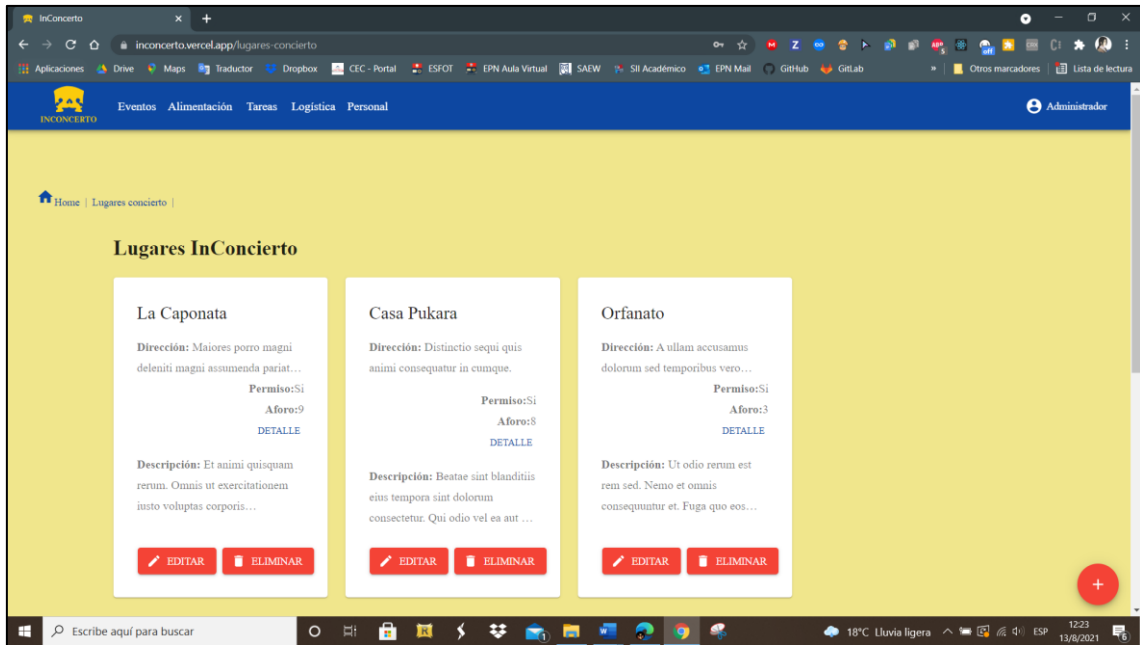 InConcerto
inconcerto.vercel.app/lugares-concierto
Aplicaciones Drive Maps Traductor Dropbox CEC - Portal ESFOT EPN Aula Virtual SAEW SII Académico EPN Mail GitHub GitLab » Otros marcadores Lista de lectura
INCONCERTO Eventos Alimentación Tareas Logística Personal Administrador
Home | Lugares concierto |
Lugares InConcierto
La Caponata
Dirección: Maiores porro magni
deleniti magni assumenda pariat…
Permiso:Si
Aforo:9
DETALLE
Descripción: Et animi quisquam
rerum. Omnis ut exercitationem
iusto voluptas corporis…
EDITAR ELIMINAR
Casa Pukara
Dirección: Distinctio sequi quis
animi consequatur in cumque.
Permiso:Si
Aforo:8
DETALLE
Descripción: Beatae sint blanditiis
eius tempora sint dolorum
consectetur. Qui odio vel ea aut …
EDITAR ELIMINAR
Orfanato
Dirección: A ullam accusamus
dolorum sed temporibus vero…
Permiso:Si
Aforo:3
DETALLE
Descripción: Ut odio rerum est
rem sed. Nemo et omnis
consequuntur et. Fuga quo eos…
EDITAR ELIMINAR
+
Escribe aquí para buscar
18°C Lluvia ligera ESP
12:23
13/8/2021